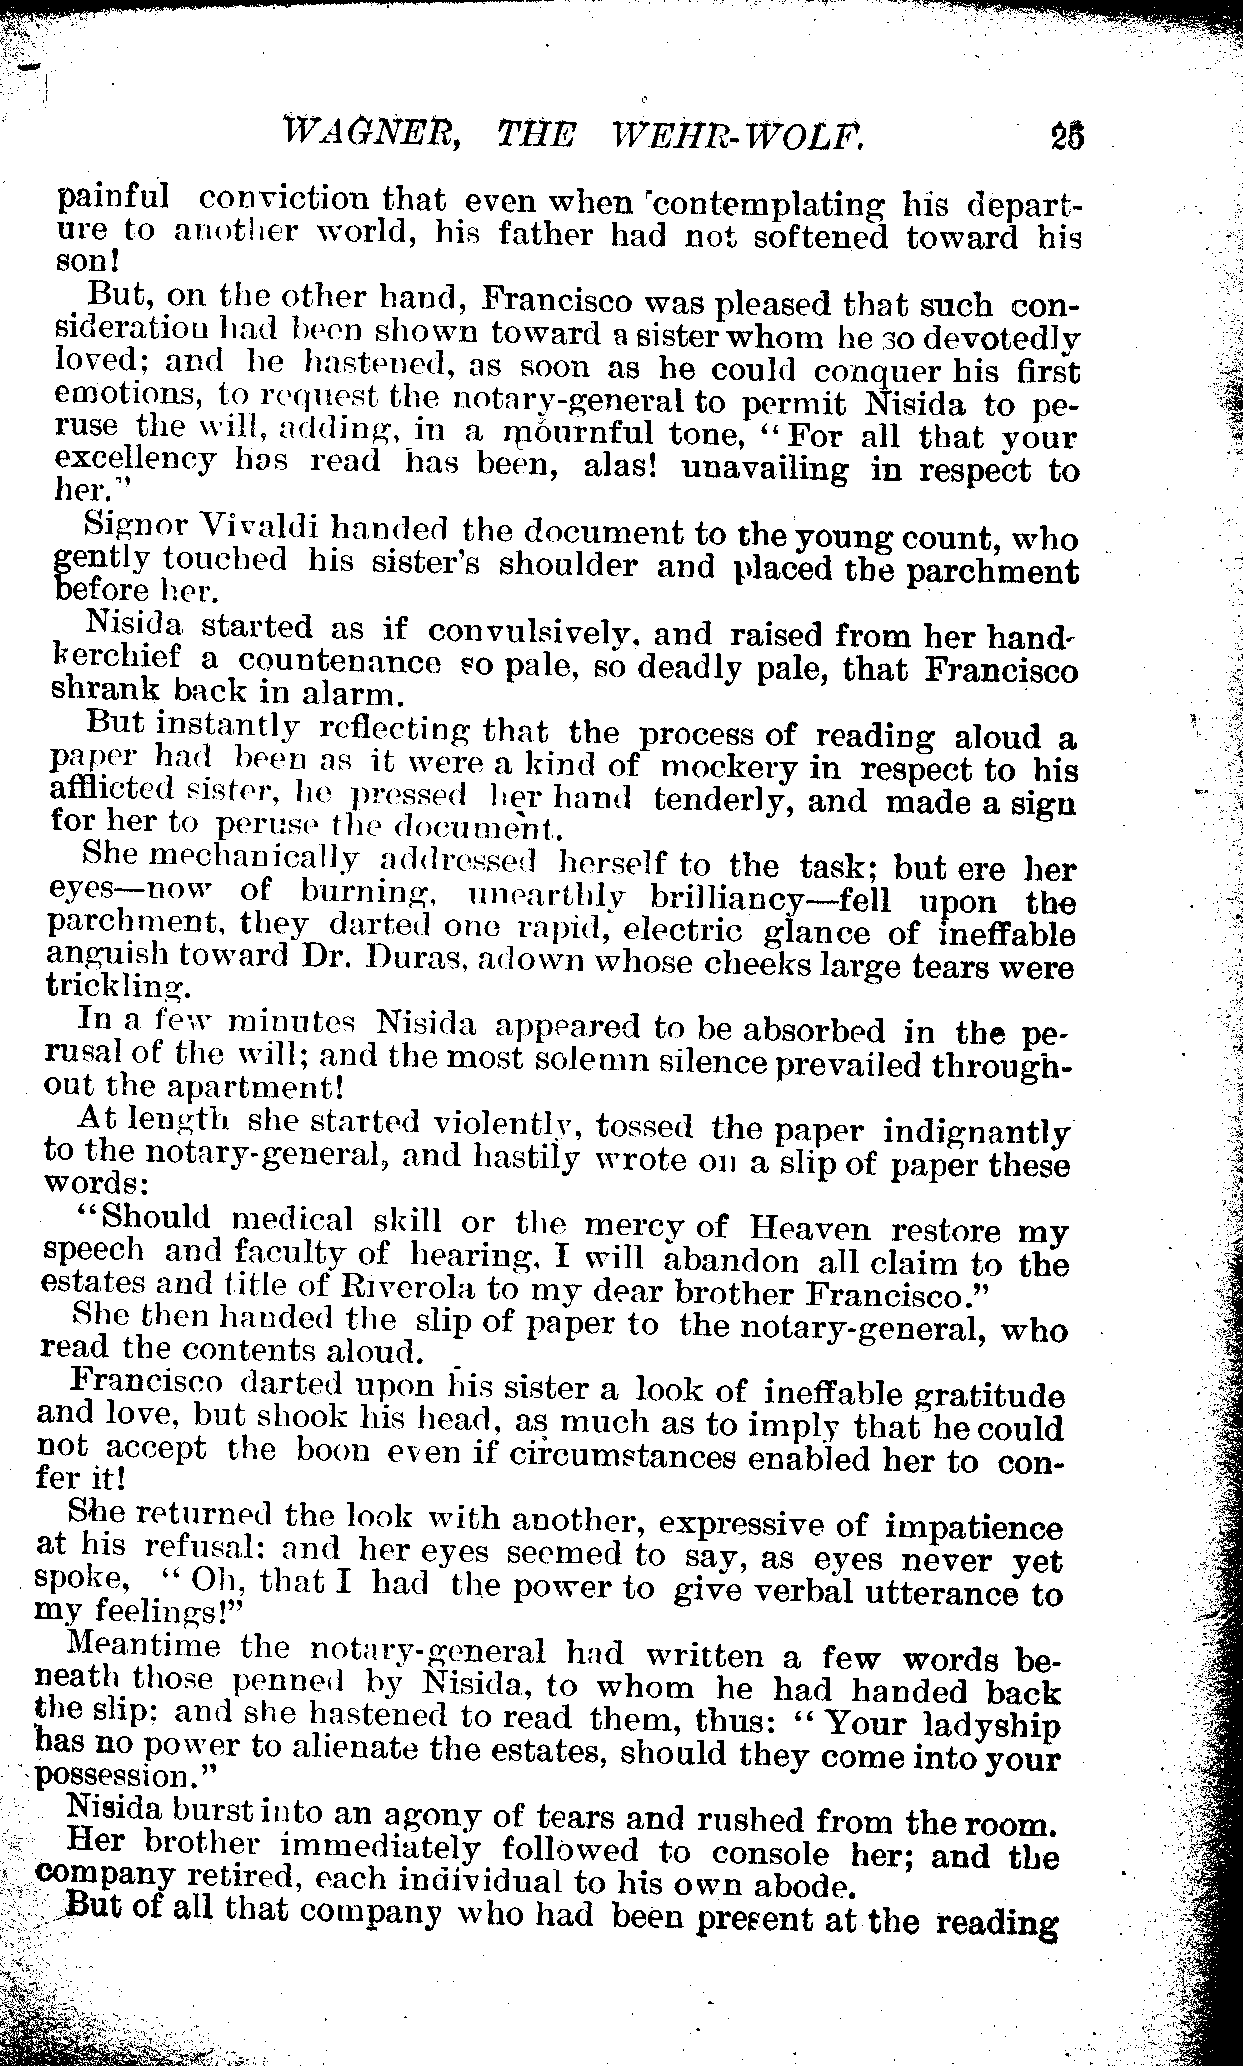 WAGNER, THE WEHR-WOLF. 25
painful conviction that even when contemplating his depart-
ure to another world, his father had not softened toward his
son!
But, on the other hand, Francisco was pleased that such con-
sideration had been shown toward a sister whom he so devotedly
loved; and he hastened, as soon as he could conquer his first
emotions, to request the notary-general to permit Nisida to pe-
ruse the will, adding, in a mournful tone, "For all that your
excellency has read has been, alas! unavailing in respect to
her."
Signor Vivaldi handed the document to the young count, who
gently touched his sister's shoulder and placed the parchment
before her.
Nisida started as if convulsively, and raised from her hand-
kerchief a countenance so pale, so deadly pale, that Francisco
shrank back in alarm.
But instantly reflecting that the process of reading aloud a
paper had been as it were a kind of mockery in respect to his
afflicted sister, he pressed her hand tenderly, and made a sign
for her to peruse the document.
She mechanically addressed herself to the task; but ere her
eyes—now of burning, unearthly brilliancy—fell upon the
parchment, they darted one rapid, electric glance of ineffable
anguish toward Dr. Duras, adown whose cheeks large tears were
trickling.
In a few minutes Nisida appeared to be absorbed in the pe-
rusal of the will; and the most solemn silence prevailed through-
out the apartment!
At length she started violently, tossed the paper indignantly
to the notary-general, and hastily wrote on a slip of paper these
words:
"Should medical skill or the mercy of Heaven restore my
speech and faculty of hearing, I will abandon all claim to the
estates and title of Riverola to my dear brother Francisco."
She then handed the slip of paper to the notary-general, who
read the contents aloud.
Francisco darted upon his sister a look of ineffable gratitude
and love, but shook his head, as much as to imply that he could
not accept the boon even if circumstances enabled her to con-
fer it!
She returned the look with another, expressive of impatience
at his refusal: and her eyes seemed to say, as eyes never yet
spoke, "Oh, that I had the power to give verbal utterance to
my feelings!"
Meantime the notary-general had written a few words be-
neath those penned by Nisida, to whom he had handed back
the slip: and she hastened to read them, thus: "Your ladyship
has no power to alienate the estates, should they come into your
possession."
Nisida burst into an agony of tears and rushed from the room.
Her brother immediately followed to console her; and the
company retired, each individual to his own abode.
But of all that company who had been present at the reading